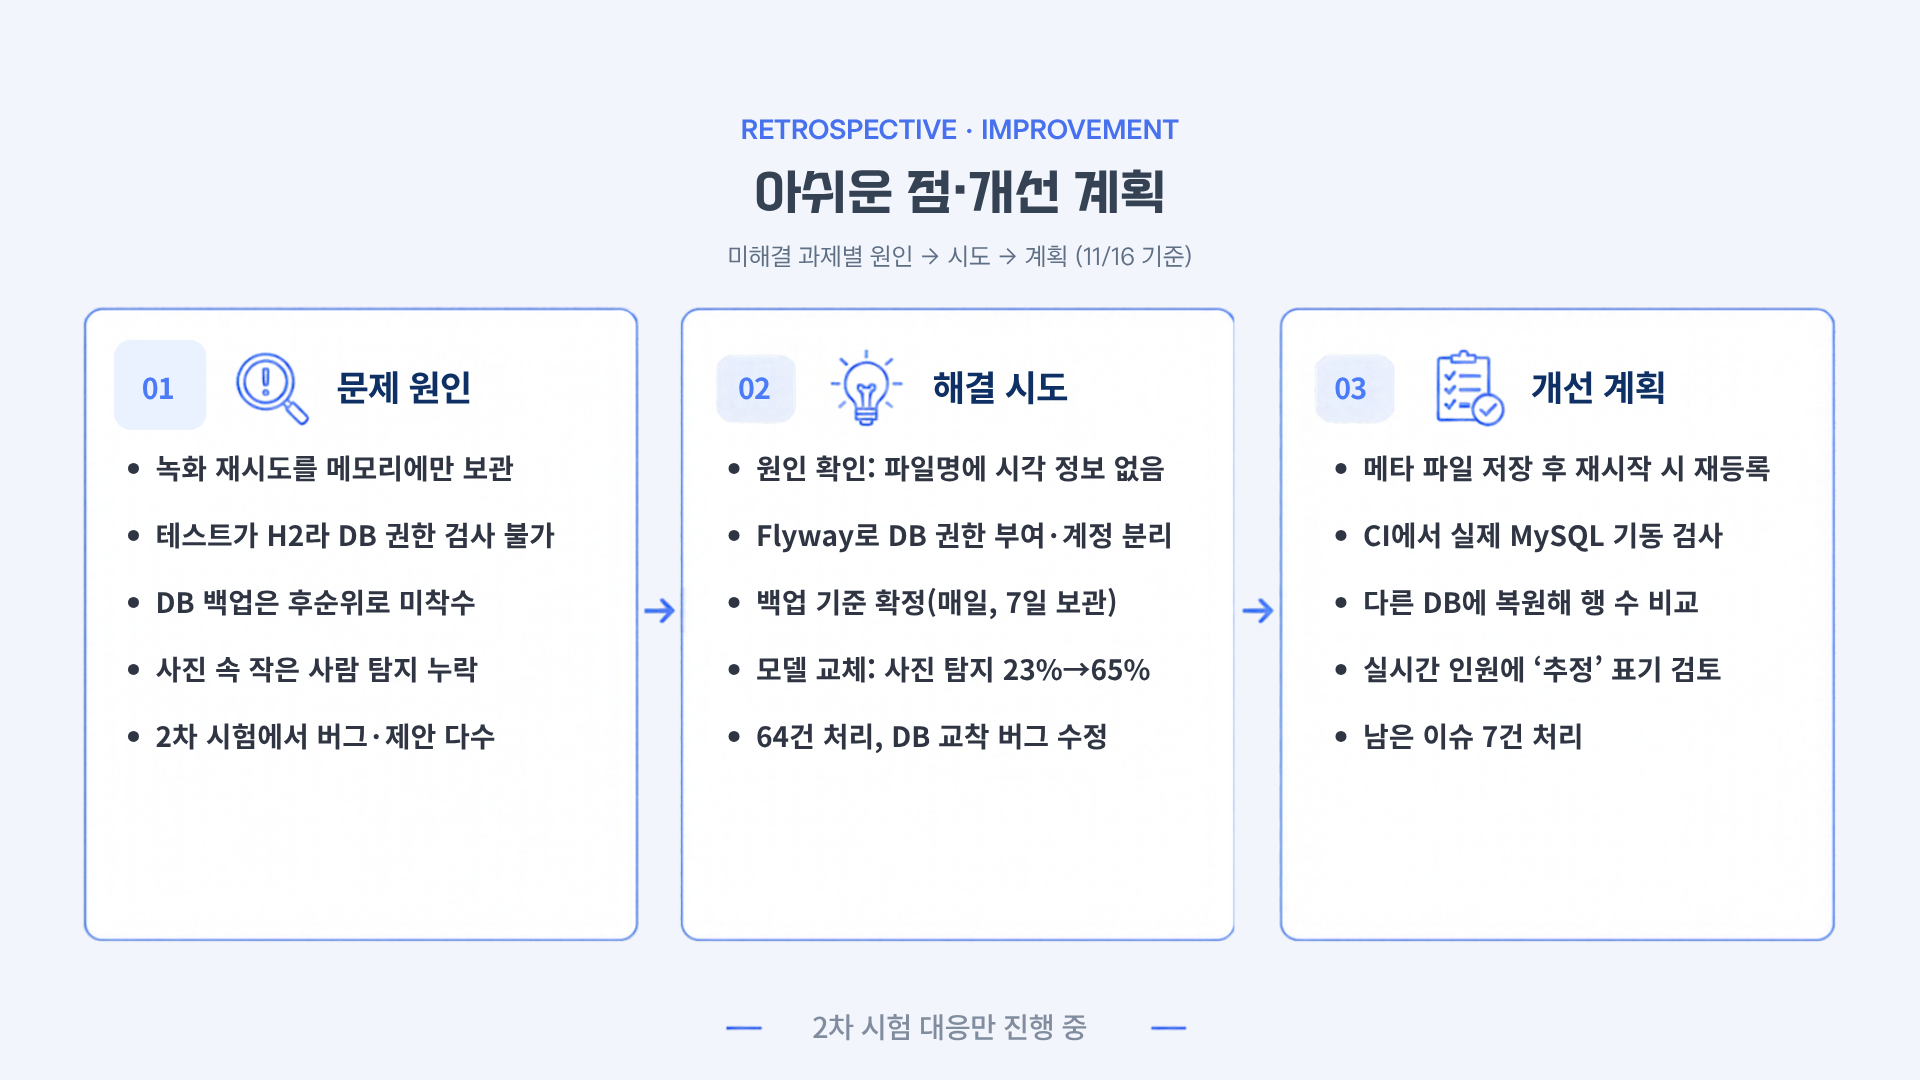 RETROSPECTIVE · IMPROVEMENT
아쉬운 점·개선 계획
미해결 과제별 원인 → 시도 → 계획 (11/16 기준)
01
문제 원인
• 녹화 재시도를 메모리에만 보관
• 테스트가 H2라 DB 권한 검사 불가
• DB 백업은 후순위로 미착수
• 사진 속 작은 사람 탐지 누락
• 2차 시험에서 버그·제안 다수
→
02
해결 시도
• 원인 확인: 파일명에 시각 정보 없음
• Flyway로 DB 권한 부여·계정 분리
• 백업 기준 확정(매일, 7일 보관)
• 모델 교체: 사진 탐지 23%→65%
• 64건 처리, DB 교착 버그 수정
→
03
개선 계획
• 메타 파일 저장 후 재시작 시 재등록
• CI에서 실제 MySQL 기동 검사
• 다른 DB에 복원해 행 수 비교
• 실시간 인원에 ‘추정’ 표기 검토
• 남은 이슈 7건 처리
2차 시험 대응만 진행 중